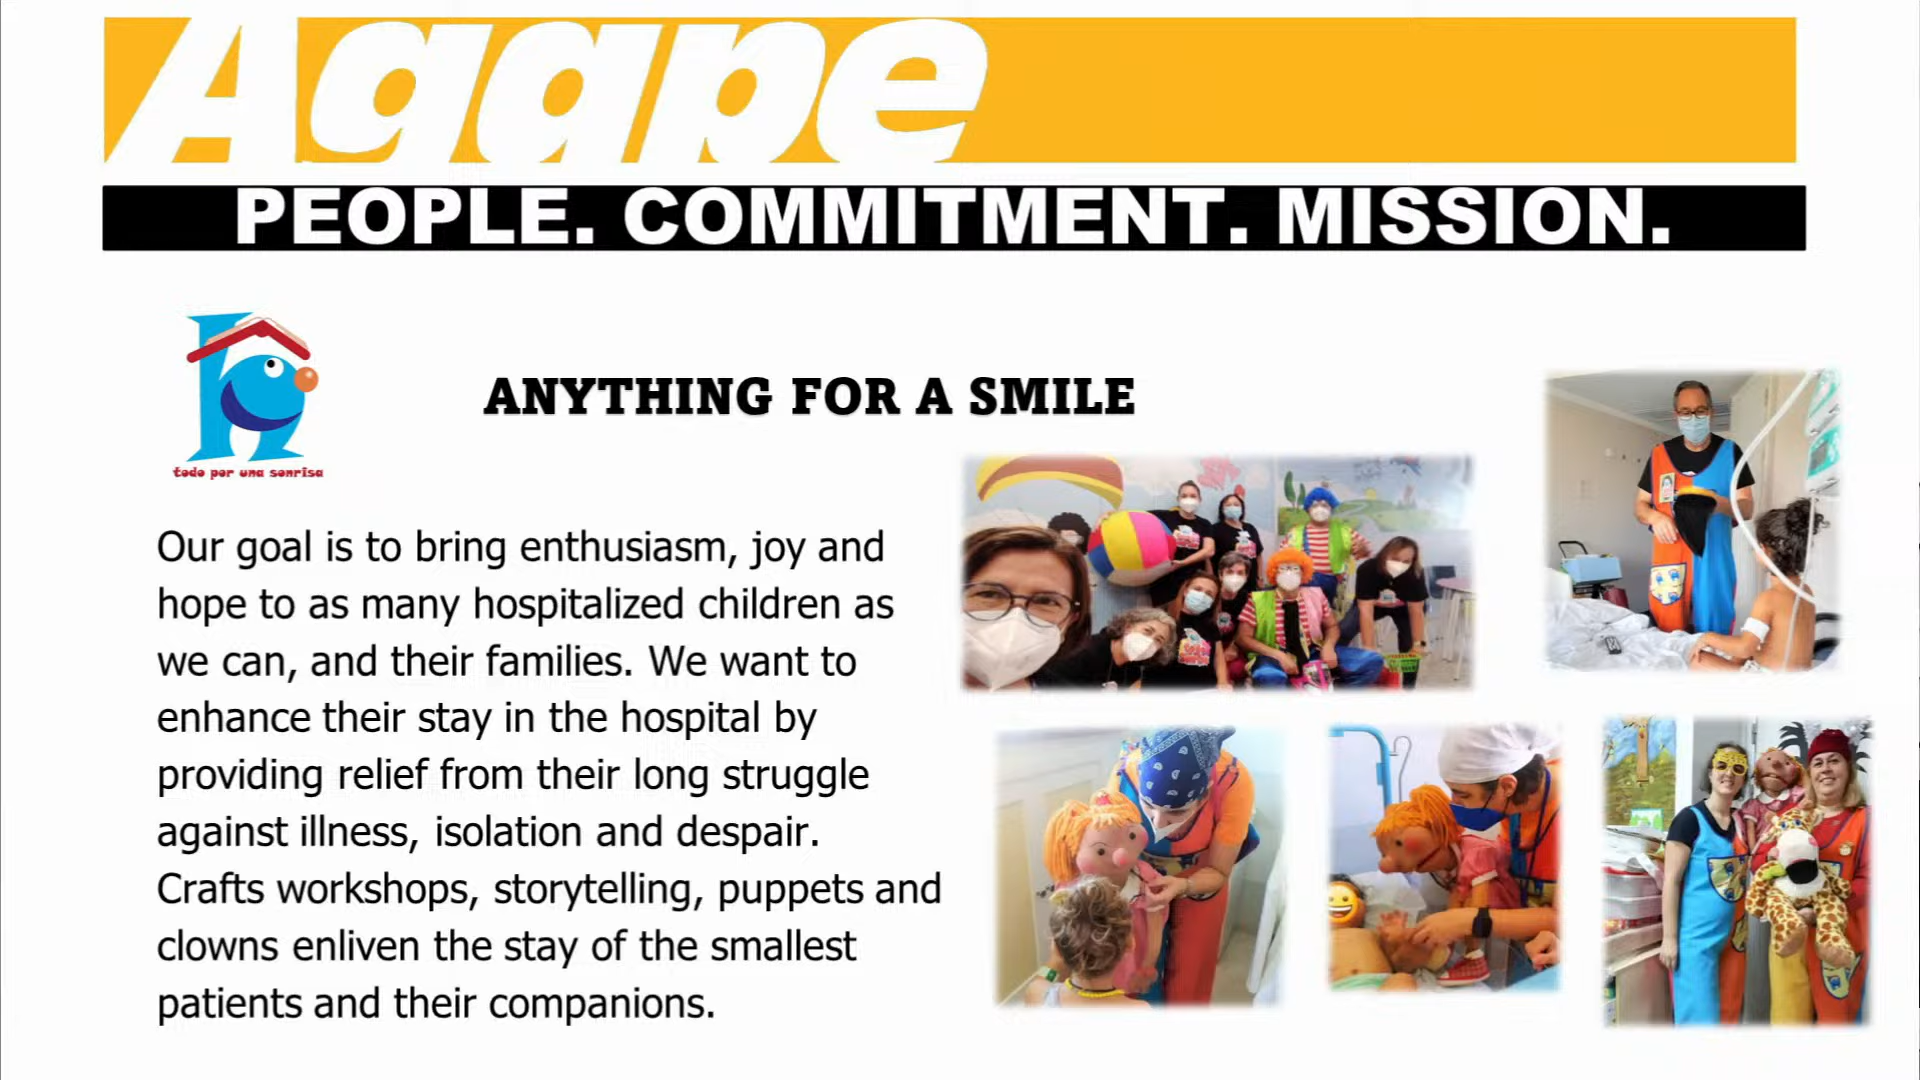 Agape
PEOPLE. COMMITMENT. MISSION.
todo por una sonrisa
ANYTHING FOR A SMILE
Our goal is to bring enthusiasm, joy and
hope to as many hospitalized children as
we can, and their families. We want to
enhance their stay in the hospital by
providing relief from their long struggle
against illness, isolation and despair.
Crafts workshops, storytelling, puppets and
clowns enliven the stay of the smallest
patients and their companions.